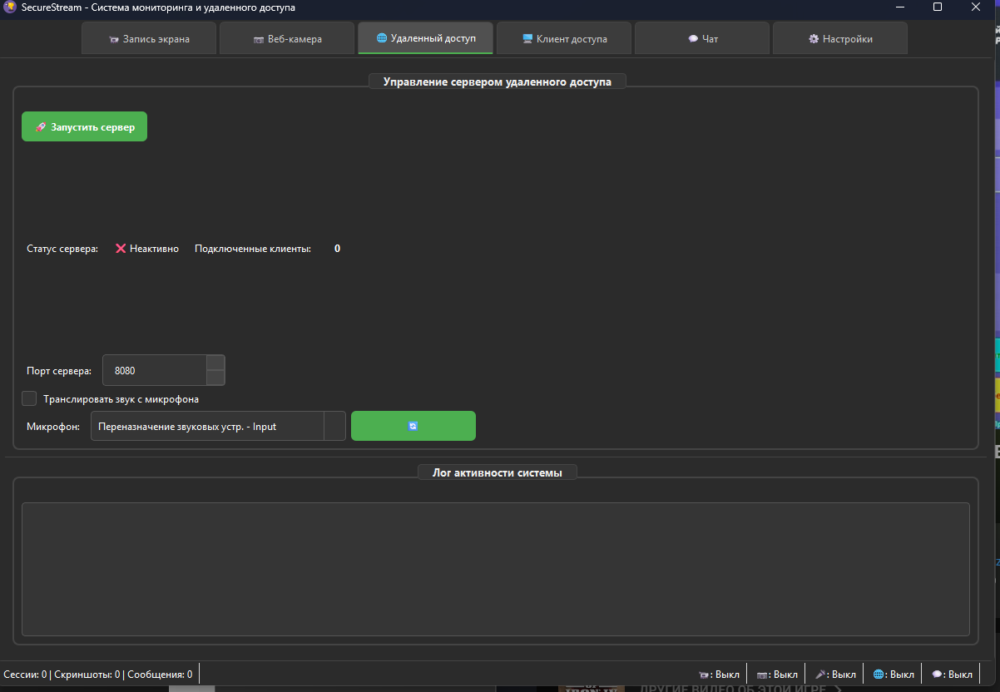 SecureStream - Система мониторинга и удаленного доступа
Запись экрана
Веб-камера
Удаленный доступ
Клиент доступа
Чат
Настройки
Управление сервером удаленного доступа
Запустить сервер
Статус сервера: Неактивно Подключенные клиенты: 0
Порт сервера: 8080
Транслировать звук с микрофона
Микрофон: Переназначение звуковых устр. - Input
Лог активности системы
Сессии: 0 | Скриншоты: 0 | Сообщения: 0
: Выкл
: Выкл
: Выкл
: Выкл
: Выкл
ДРУГИЕ ВИДЕО ОБ ЭТОЙ ИГРЕ